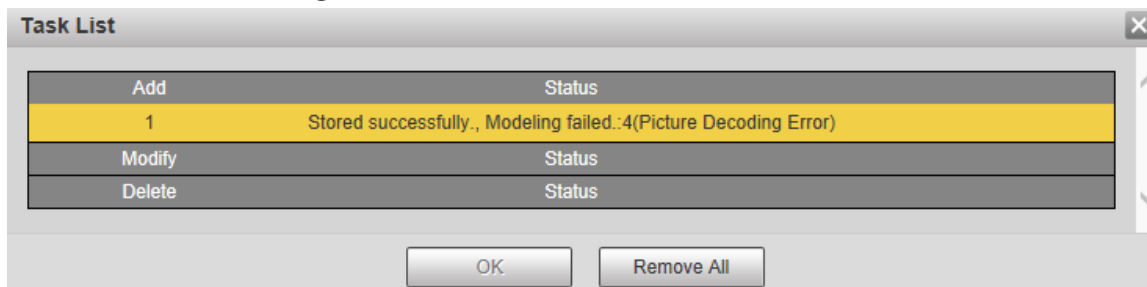 Task List
Add Status
1 Stored successfully., Modeling failed.:4(Picture Decoding Error)
Modify Status
Delete Status
OK Remove All